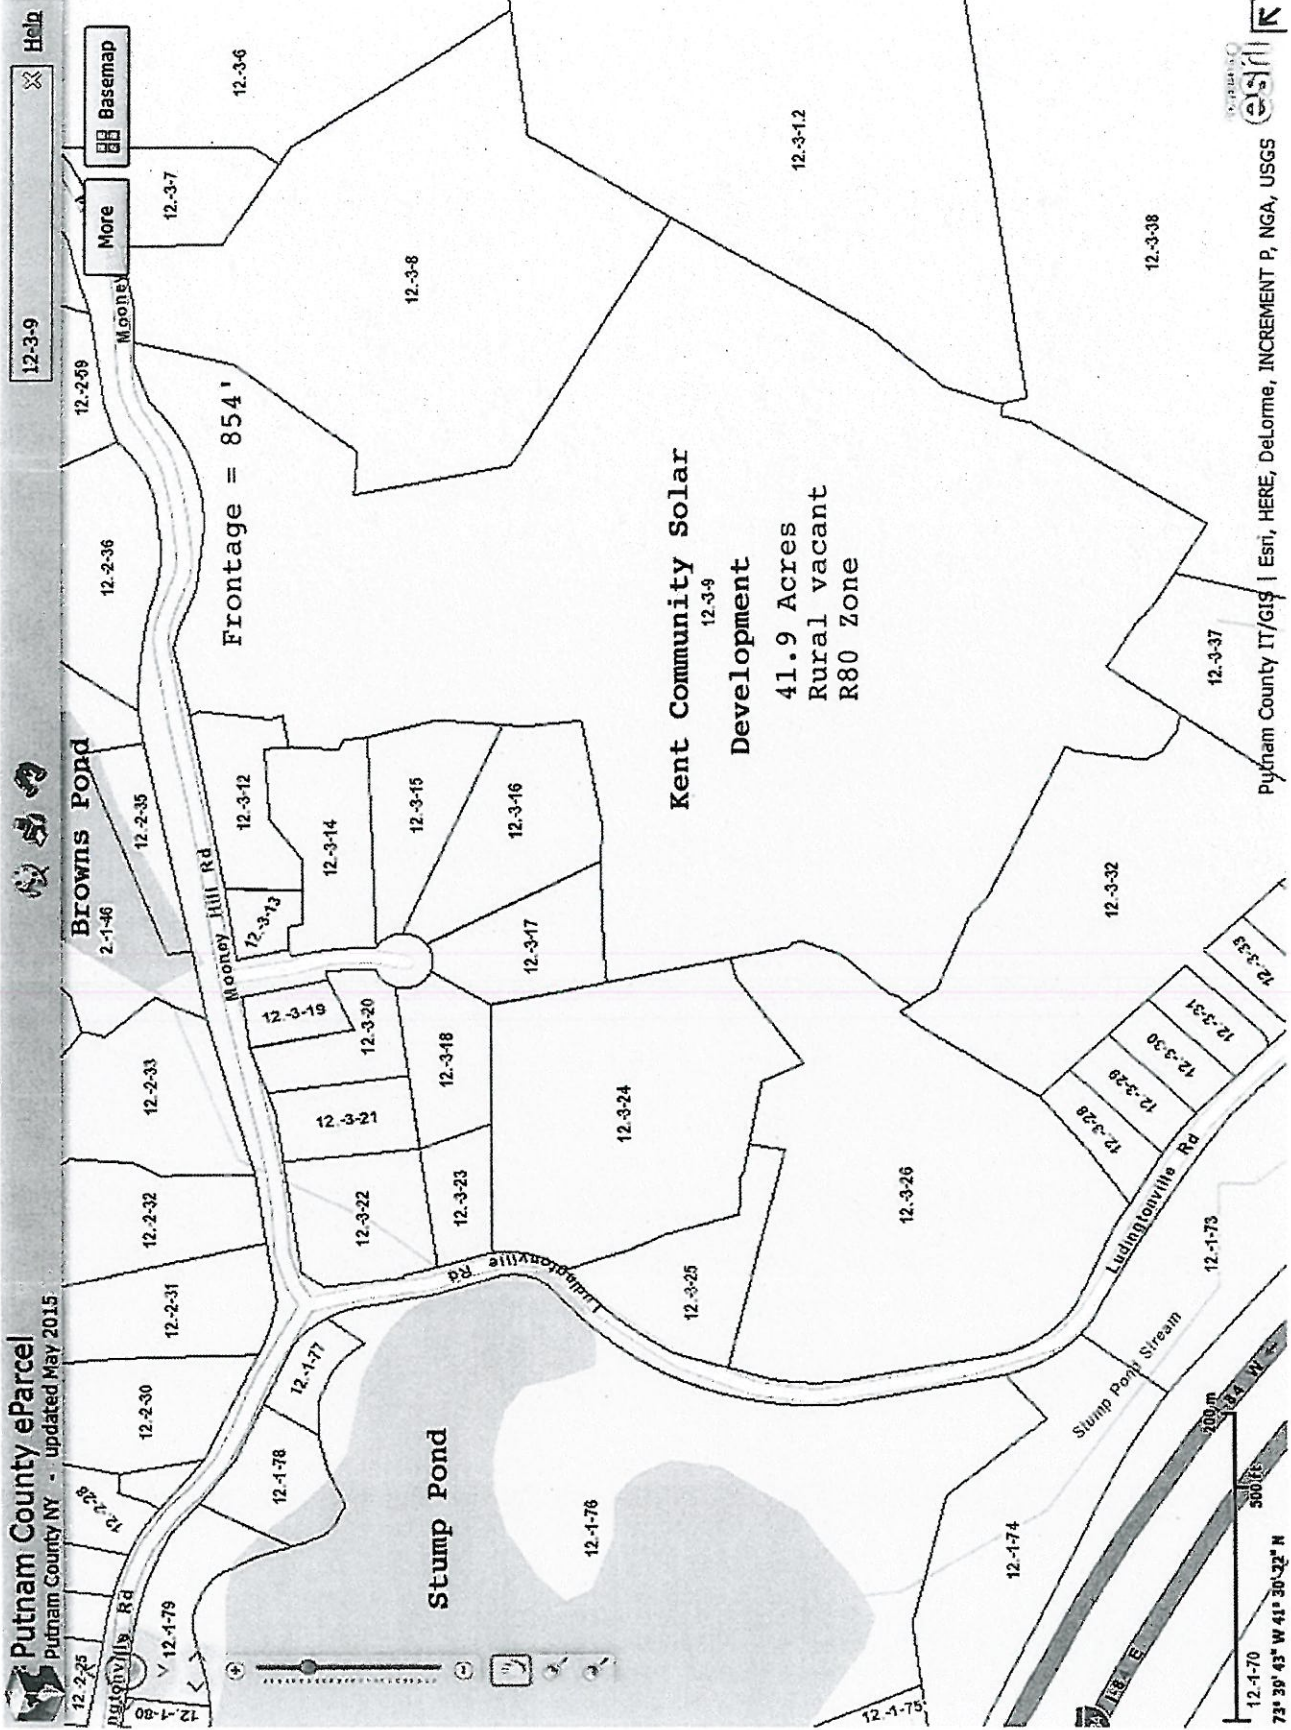 Putnam County eParcel
Putnam County NY - updated May 2015
12-3-9
Help
More
Basemap
12.-2-25
Rd
12.-1-80
12.-1-79
12.-2-30
12.-2-31
12.-2-32
12.-2-33
2.-1-46
Browns Pond
12.-2-35
12.-2-36
12.-2-59
Mooney
12.-3-7
12.-3-6
12.-1-78
12.-1-77
Mooney Hill Rd
12.-3-22
12.-3-21
12.-3-19
12.-3-20
12.-3-13
12.-3-12
12.-3-14
12.-3-15
12.-3-16
12.-3-17
12.-3-18
12.-3-23
Frontage = 854'
12.-3-8
Stump Pond
Ludingtonville Rd
12.-3-24
12.-3-25
12.-1-76
12.-3-26
Kent Community Solar
12.-3-9
Development
41.9 Acres
Rural vacant
R80 Zone
12.-3-1.2
12.-3-38
12.-3-32
12.-3-37
12.-3-28
12.-3-29
12.-3-30
12.-3-31
12.-3-33
Ludingtonville Rd
12.-1-73
Stump Pond Stream
12.-1-74
12.-1-75
12.-1-70
I-84 E
84 W
200 m
500 ft
73° 39' 43" W 41° 30' 22" N
Putnam County IT/GIS | Esri, HERE, DeLorme, INCREMENT P, NGA, USGS
esri